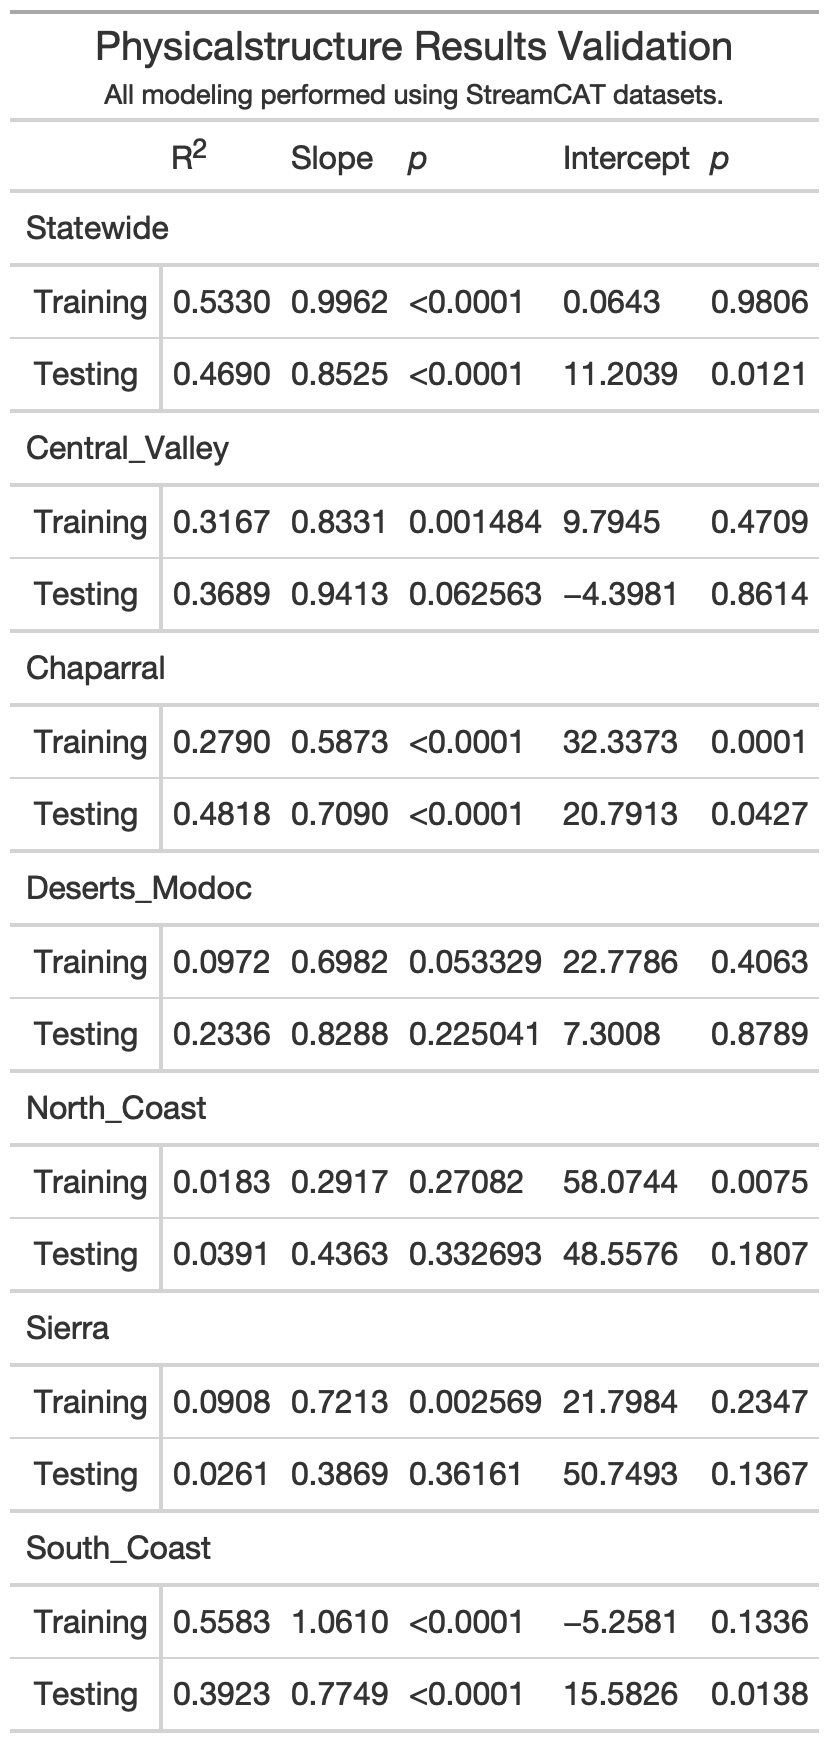 Physicalstructure Results Validation
All modeling performed using StreamCAT datasets.
R2 Slope p Intercept p
Statewide
Training 0.5330 0.9962 <0.0001 0.0643 0.9806
Testing 0.4690 0.8525 <0.0001 11.2039 0.0121
Central_Valley
Training 0.3167 0.8331 0.001484 9.7945 0.4709
Testing 0.3689 0.9413 0.062563 −4.3981 0.8614
Chaparral
Training 0.2790 0.5873 <0.0001 32.3373 0.0001
Testing 0.4818 0.7090 <0.0001 20.7913 0.0427
Deserts_Modoc
Training 0.0972 0.6982 0.053329 22.7786 0.4063
Testing 0.2336 0.8288 0.225041 7.3008 0.8789
North_Coast
Training 0.0183 0.2917 0.27082 58.0744 0.0075
Testing 0.0391 0.4363 0.332693 48.5576 0.1807
Sierra
Training 0.0908 0.7213 0.002569 21.7984 0.2347
Testing 0.0261 0.3869 0.36161 50.7493 0.1367
South_Coast
Training 0.5583 1.0610 <0.0001 −5.2581 0.1336
Testing 0.3923 0.7749 <0.0001 15.5826 0.0138